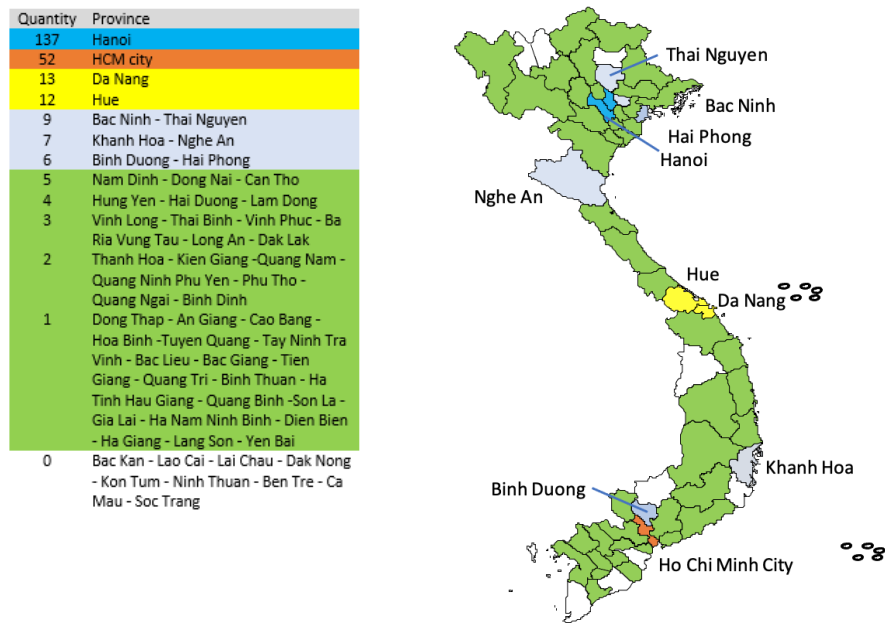 Quantity Province
137 Hanoi
52 HCM city
13 Da Nang
12 Hue
9 Bac Ninh - Thai Nguyen
7 Khanh Hoa - Nghe An
6 Binh Duong - Hai Phong
5 Nam Dinh - Dong Nai - Can Tho
4 Hung Yen - Hai Duong - Lam Dong
3 Vinh Long - Thai Binh - Vinh Phuc - Ba
Ria Vung Tau - Long An - Dak Lak
2 Thanh Hoa - Kien Giang -Quang Nam -
Quang Ninh Phu Yen - Phu Tho -
Quang Ngai - Binh Dinh
1 Dong Thap - An Giang - Cao Bang -
Hoa Binh -Tuyen Quang - Tay Ninh Tra
Vinh - Bac Lieu - Bac Giang - Tien
Giang - Quang Tri - Binh Thuan - Ha
Tinh Hau Giang - Quang Binh -Son La -
Gia Lai - Ha Nam Ninh Binh - Dien Bien
- Ha Giang - Lang Son - Yen Bai
0 Bac Kan - Lao Cai - Lai Chau - Dak Nong
- Kon Tum - Ninh Thuan - Ben Tre - Ca
Mau - Soc Trang
Thai Nguyen
Bac Ninh
Hai Phong
Hanoi
Nghe An
Hue
Da Nang
Khanh Hoa
Binh Duong
Ho Chi Minh City